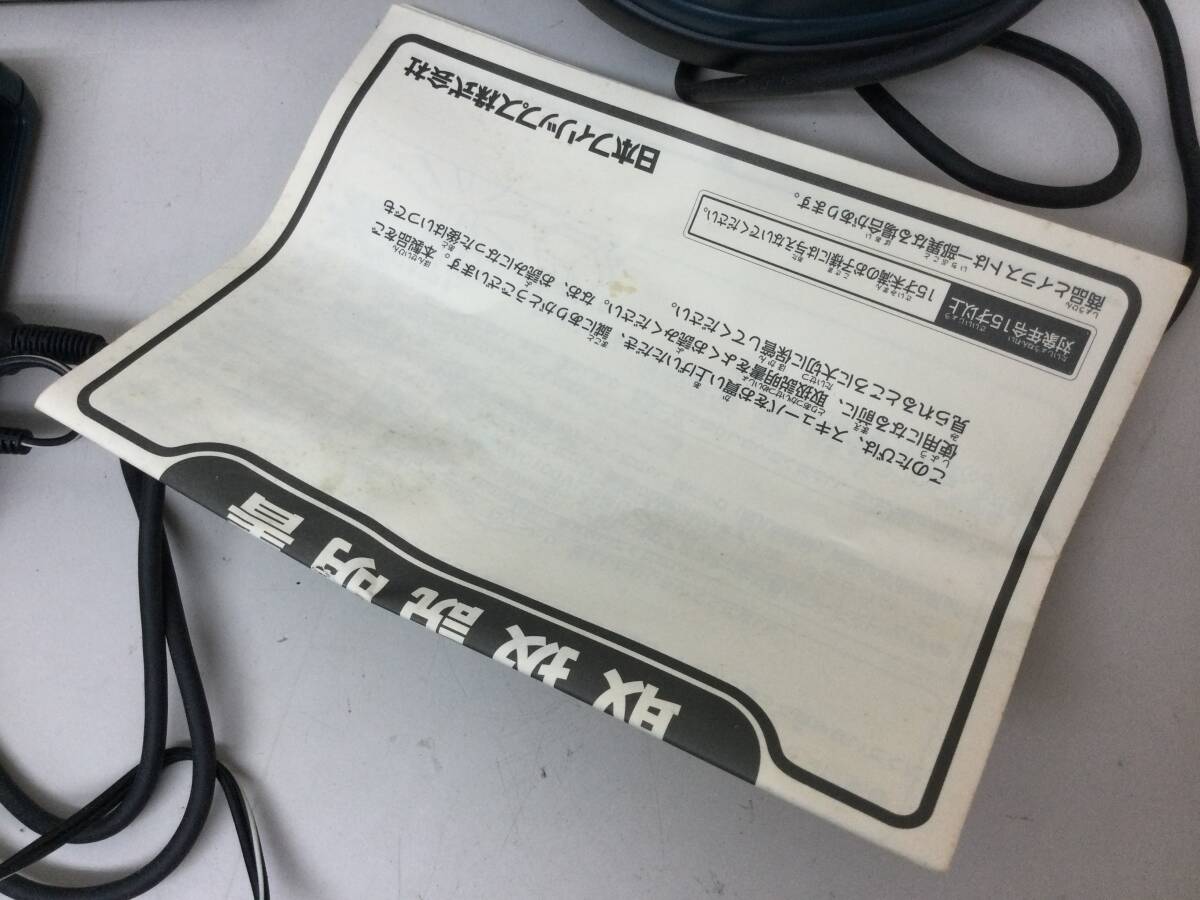 取扱説明書
このたびは、スキューバをお買い上げいただき、誠にありがとうございます。本製品をご
使用になる前に、取扱説明書をよくお読みください。なお、お読みになった後はいつでも
見られるところに大切に保管してください。
対象年令15才以上
15才未満のお子様には与えないでください。
商品とイラストは一部異なる場合があります。
日本フィリップス株式会社